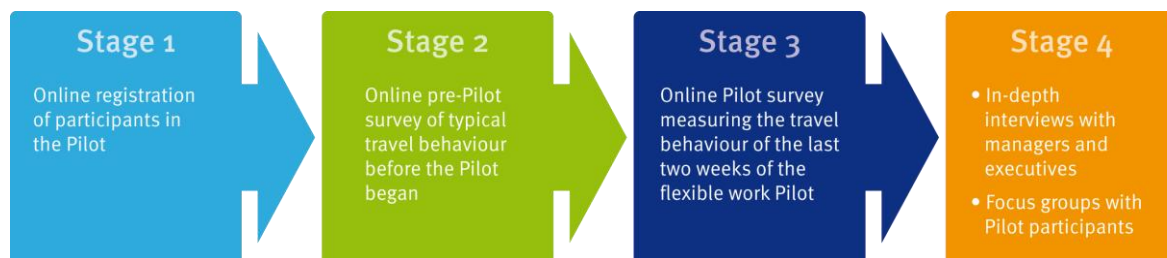 Stage 1
Online registration
of participants in
the Pilot
Stage 2
Online pre-Pilot
survey of typical
travel behaviour
before the Pilot
began
Stage 3
Online Pilot survey
measuring the travel
behaviour of the last
two weeks of the
flexible work Pilot
Stage 4
• In-depth
interviews with
managers and
executives
• Focus groups with
Pilot participants